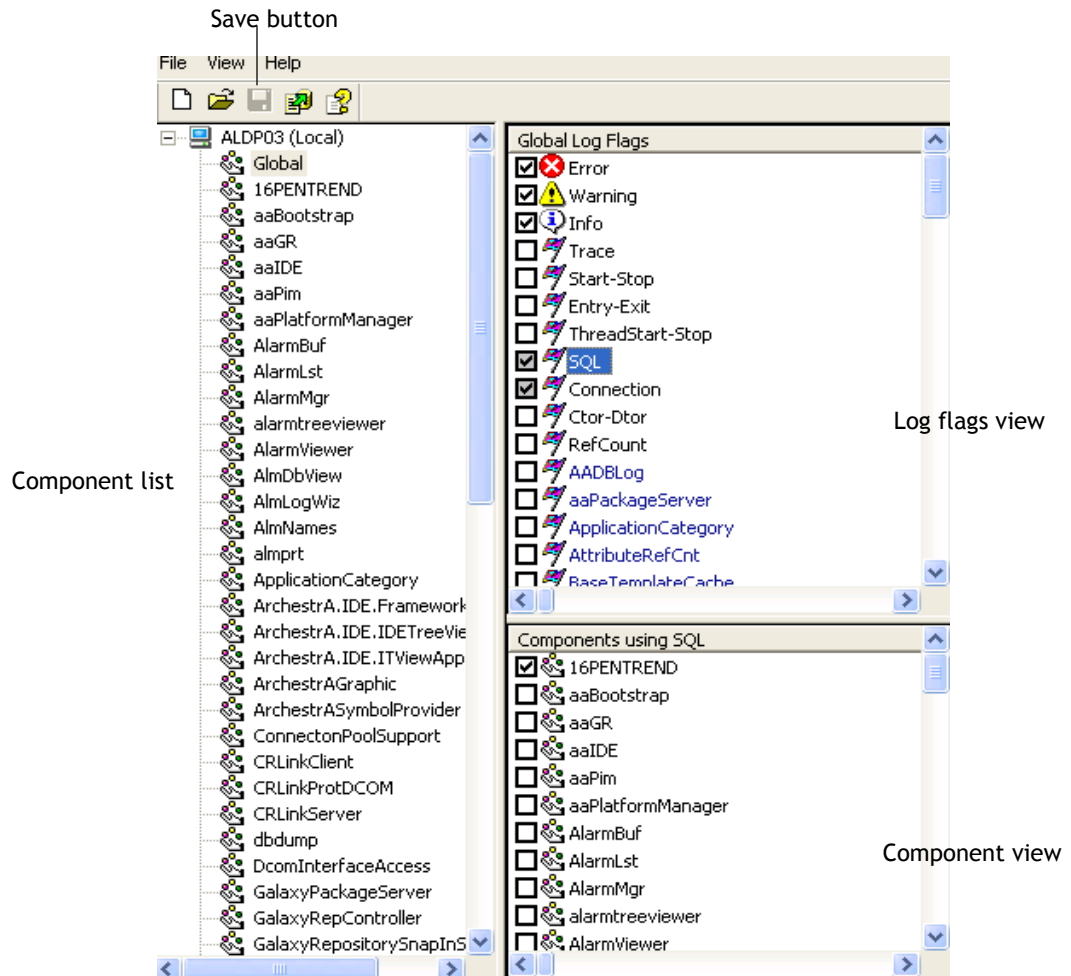 Save button
File View Help
ALDP03 (Local)
Global
16PENTREND
aaBootstrap
aaGR
aaIDE
aaPim
aaPlatformManager
AlarmBuf
AlarmLst
AlarmMgr
alarmtreeviewer
AlarmViewer
AlmDbView
AlmLogWiz
AlmNames
almprt
ApplicationCategory
ArchestrA.IDE.Framework
ArchestrA.IDE.IDETreeVie
ArchestrA.IDE.ITViewApp
ArchestrAGraphic
ArchestrASymbolProvider
ConnectonPoolSupport
CRLinkClient
CRLinkProtDCOM
CRLinkServer
dbdump
DcomInterfaceAccess
GalaxyPackageServer
GalaxyRepController
GalaxyRepositorySnapInS
Component list
Global Log Flags
Error
Warning
Info
Trace
Start-Stop
Entry-Exit
ThreadStart-Stop
SQL
Connection
Ctor-Dtor
RefCount
AADBLog
aaPackageServer
ApplicationCategory
AttributeRefCnt
BaseTemplateCache
Log flags view
Components using SQL
16PENTREND
aaBootstrap
aaGR
aaIDE
aaPim
aaPlatformManager
AlarmBuf
AlarmLst
AlarmMgr
alarmtreeviewer
AlarmViewer
Component view